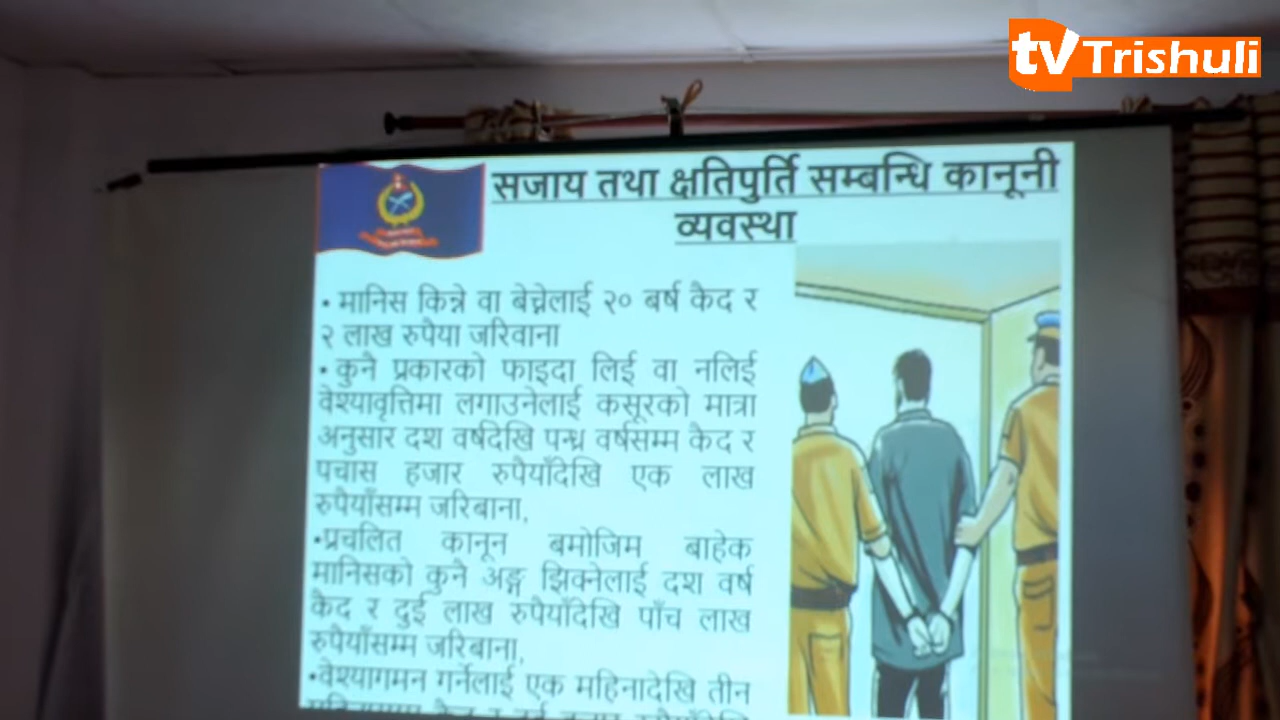 tv Trishuli
सजाय तथा क्षतिपुर्ति सम्बन्धि कानूनी
व्यवस्था
• मानिस किन्ने वा बेच्नेलाई २० बर्ष कैद र
२ लाख रुपैया जरिवाना
• कुनै प्रकारको फाइदा लिई वा नलिई
वेश्यावृत्तिमा लगाउनेलाई कसूरको मात्रा
अनुसार दश वर्षदेखि पन्ध्र वर्षसम्म कैद र
पचास हजार रुपैयाँदेखि एक लाख
रुपैयाँसम्म जरिबाना,
•प्रचलित कानून बमोजिम बाहेक
मानिसको कुनै अङ्ग झिक्नेलाई दश वर्ष
कैद र दुई लाख रुपैयाँदेखि पाँच लाख
रुपैयाँसम्म जरिबाना,
•वेश्यागमन गर्नेलाई एक महिनादेखि तीन